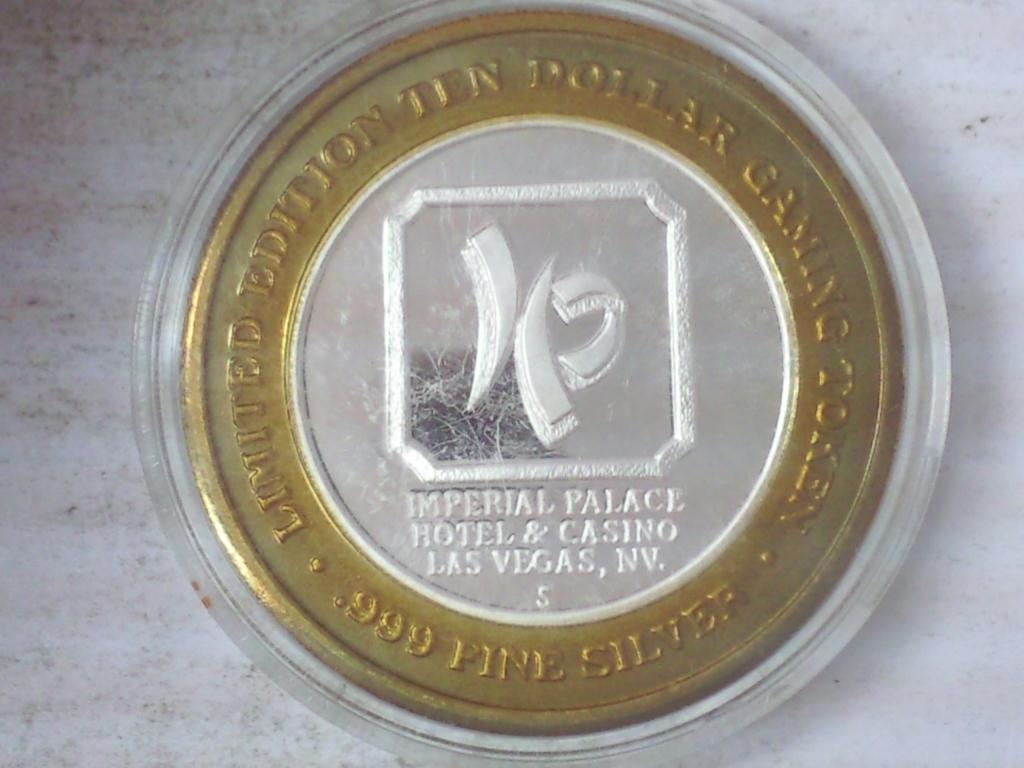 LIMITED EDITION TEN DOLLAR GAMING TOKEN
IMPERIAL PALACE
HOTEL & CASINO
LAS VEGAS, NV.
S
• .999 FINE SILVER •